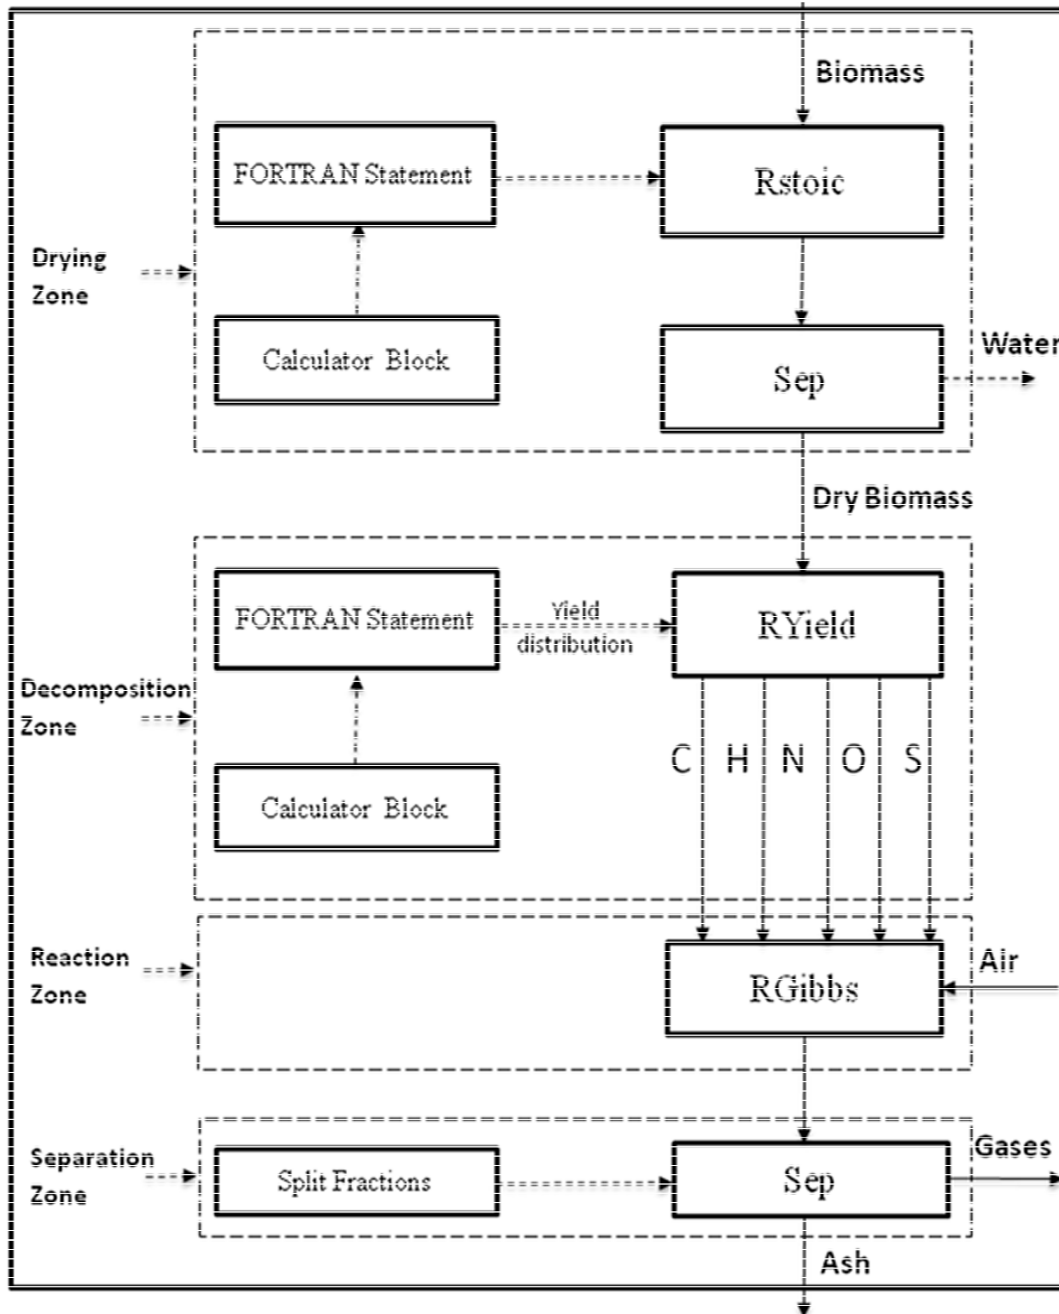 Biomass
FORTRAN Statement
Rstoic
Drying
Zone
Calculator Block
Sep
Water
Dry Biomass
FORTRAN Statement
Yield
distribution
RYield
Decomposition
Zone
C H N O S
Calculator Block
Reaction
Zone
RGibbs
Air
Separation
Zone
Split Fractions
Sep
Gases
Ash